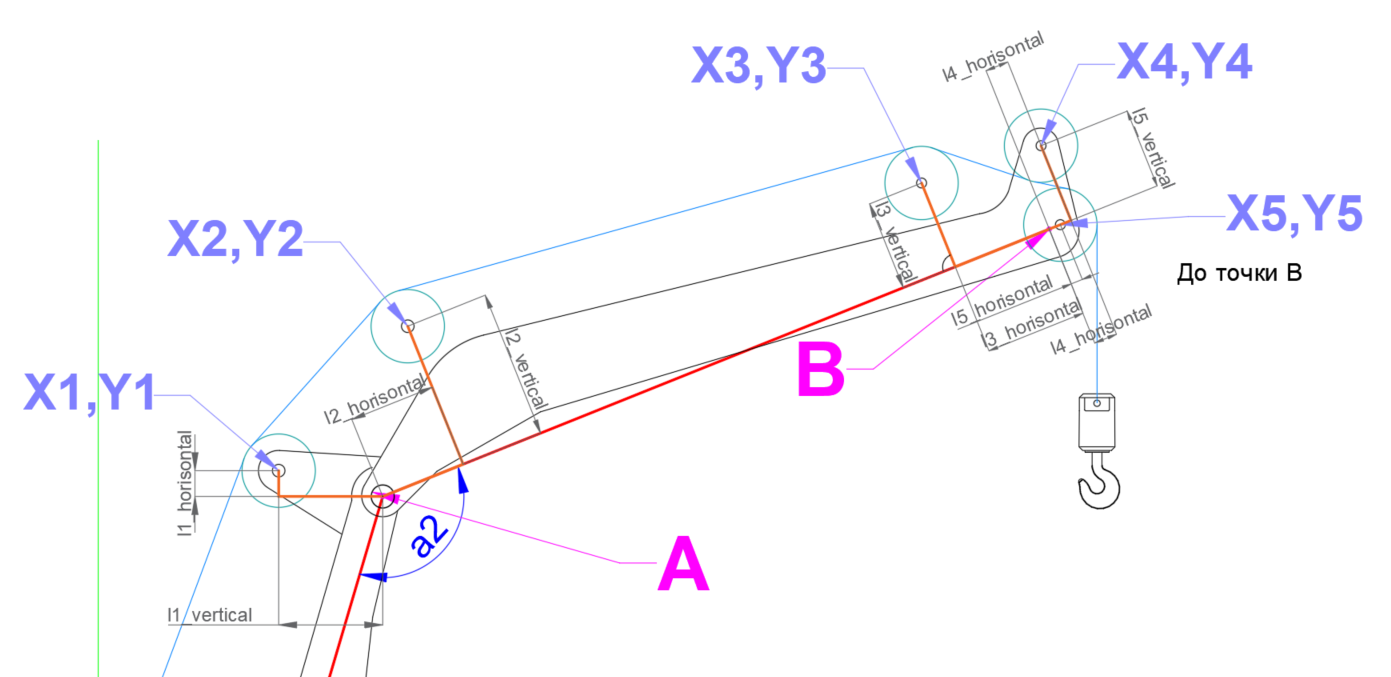 l4_horisontal
X3,Y3
X4,Y4
l5_vertical
X2,Y2
l3_vertical
X5,Y5
До точки В
l5_horisontal
l3_horisontal
l4_horisontal
l2_vertical
B
X1,Y1
l2_horisontal
l1_horisontal
a2
A
l1_vertical